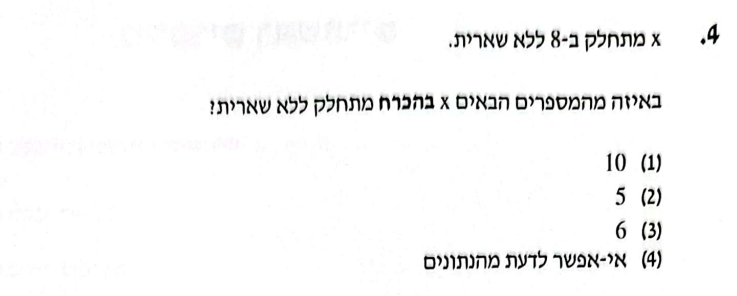 4. x מתחלק ב-8 ללא שארית.
באיזה מהמספרים הבאים x בהכרח מתחלק ללא שארית?
(1) 10
(2) 5
(3) 6
(4) אי-אפשר לדעת מהנתונים